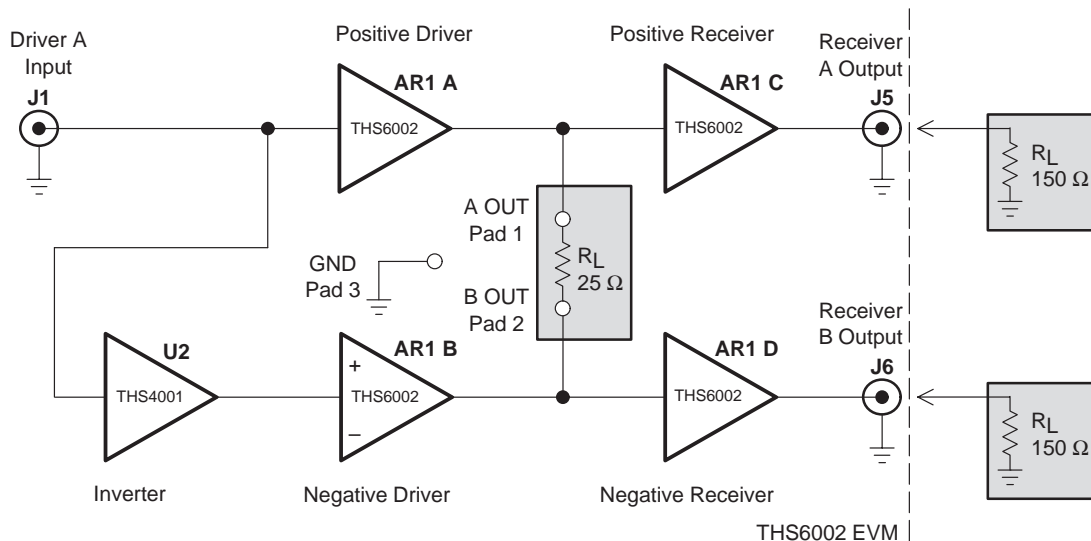 Driver A
Input
J1
Positive Driver
AR1 A
THS6002
Positive Receiver
AR1 C
THS6002
Receiver
A Output
J5
RL
150 Ω
A OUT
Pad 1
RL
25 Ω
B OUT
Pad 2
GND
Pad 3
U2
THS4001
Inverter
AR1 B
+
THS6002
–
Negative Driver
AR1 D
THS6002
Negative Receiver
Receiver
B Output
J6
RL
150 Ω
THS6002 EVM